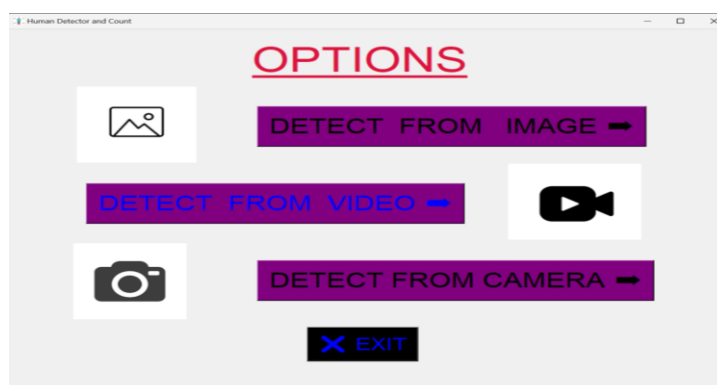 Human Detector and Count
OPTIONS
DETECT FROM IMAGE ➡
DETECT FROM VIDEO ➡
DETECT FROM CAMERA ➡
❌ EXIT